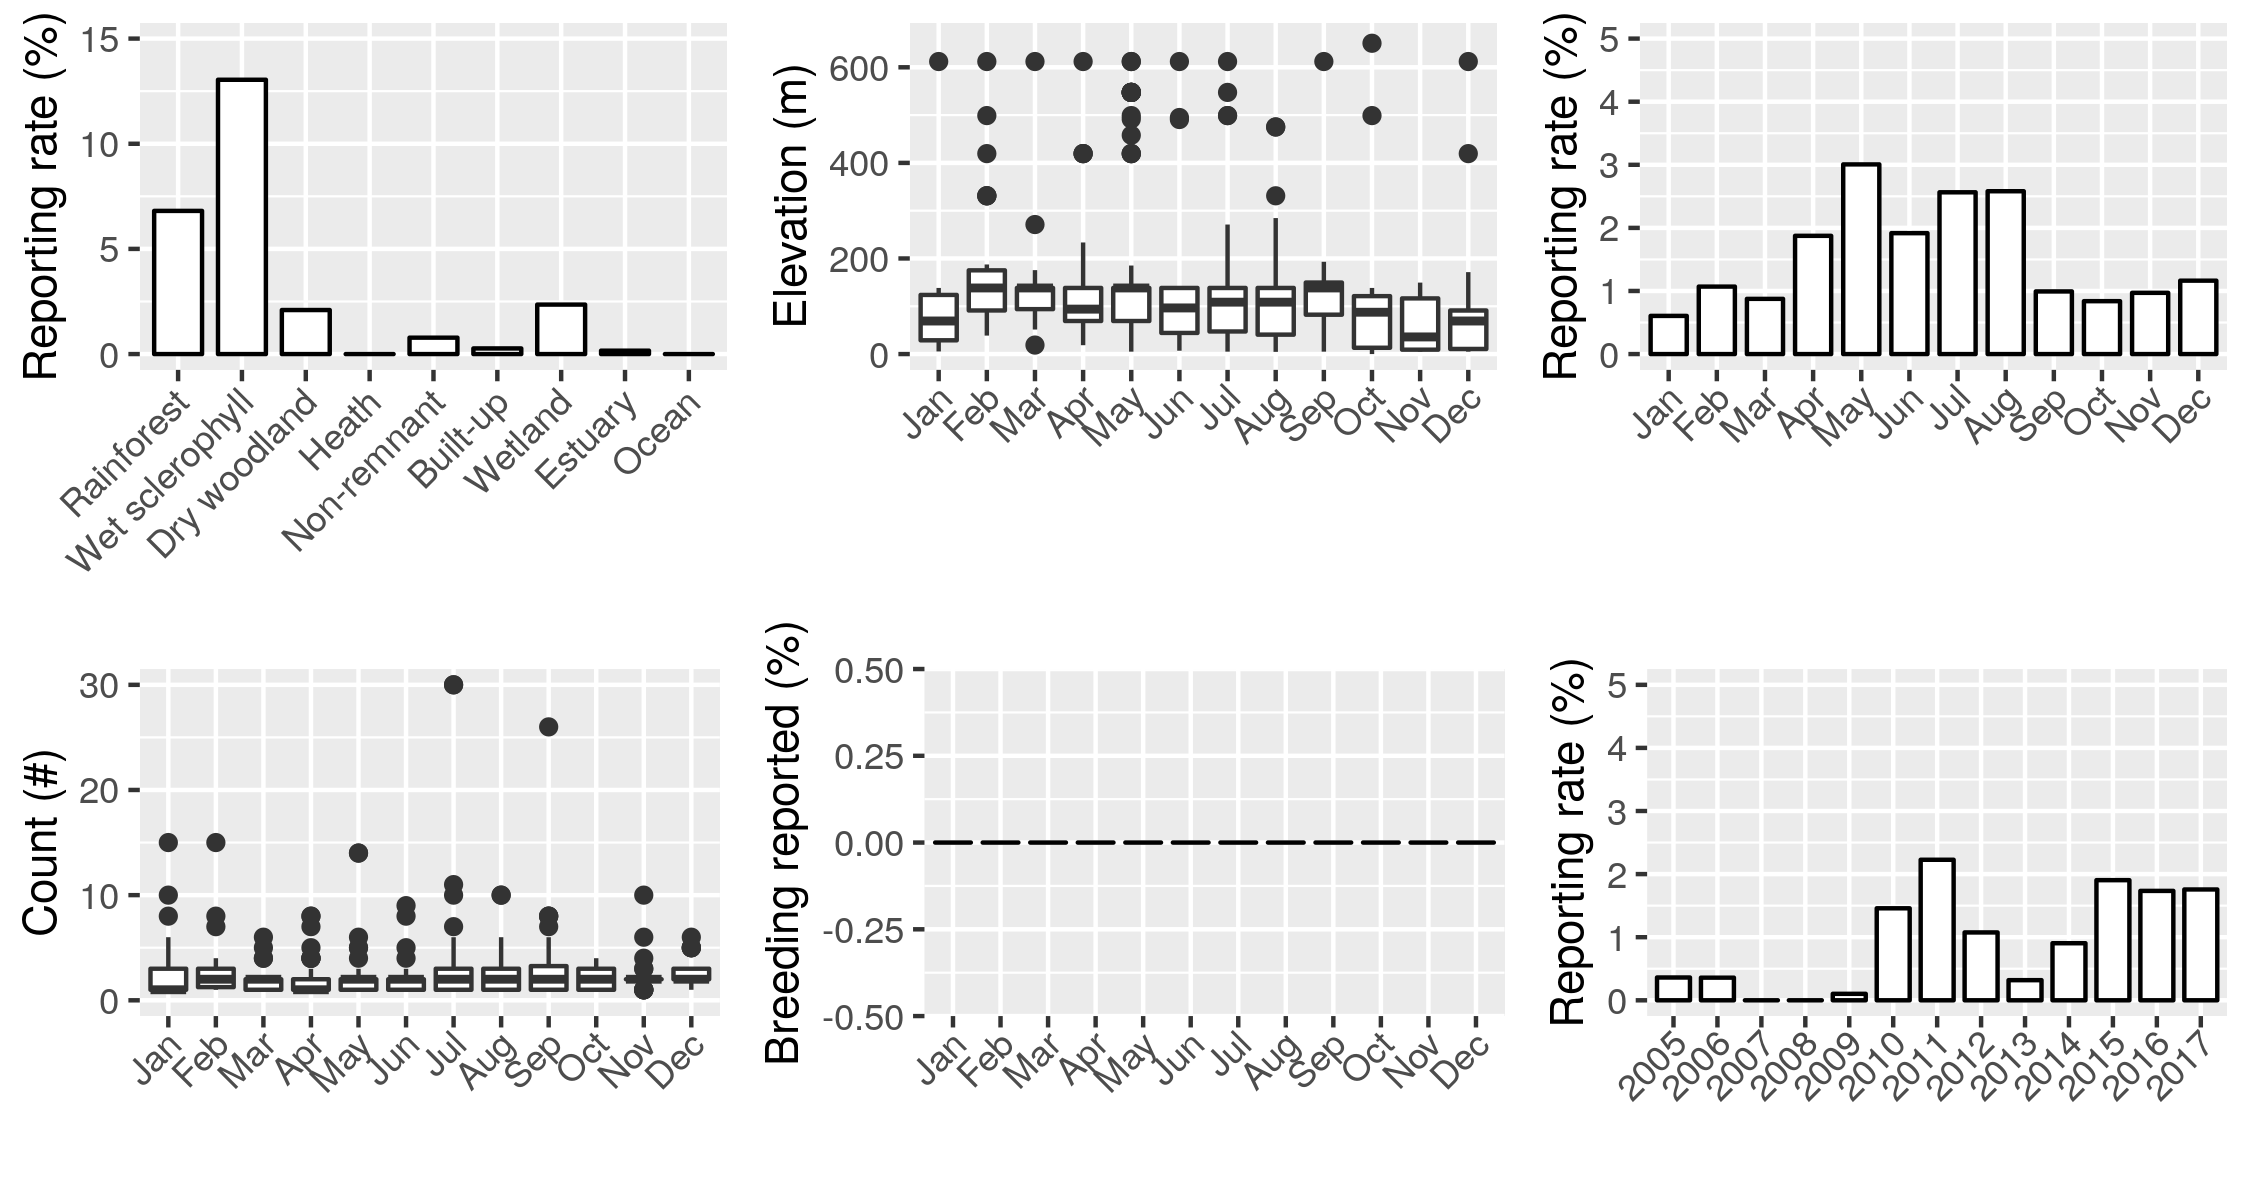 Reporting rate (%)
15
10
5
0
Rainforest
Wet sclerophyll
Dry woodland
Heath
Non-remnant
Built-up
Wetland
Estuary
Ocean
Elevation (m)
600
400
200
0
Jan
Feb
Mar
Apr
May
Jun
Jul
Aug
Sep
Oct
Nov
Dec
Reporting rate (%)
5
4
3
2
1
0
Jan
Feb
Mar
Apr
May
Jun
Jul
Aug
Sep
Oct
Nov
Dec
Count (#)
30
20
10
0
Jan
Feb
Mar
Apr
May
Jun
Jul
Aug
Sep
Oct
Nov
Dec
Breeding reported (%)
0.50
0.25
0.00
-0.25
-0.50
Jan
Feb
Mar
Apr
May
Jun
Jul
Aug
Sep
Oct
Nov
Dec
Reporting rate (%)
5
4
3
2
1
0
2005
2006
2007
2008
2009
2010
2011
2012
2013
2014
2015
2016
2017